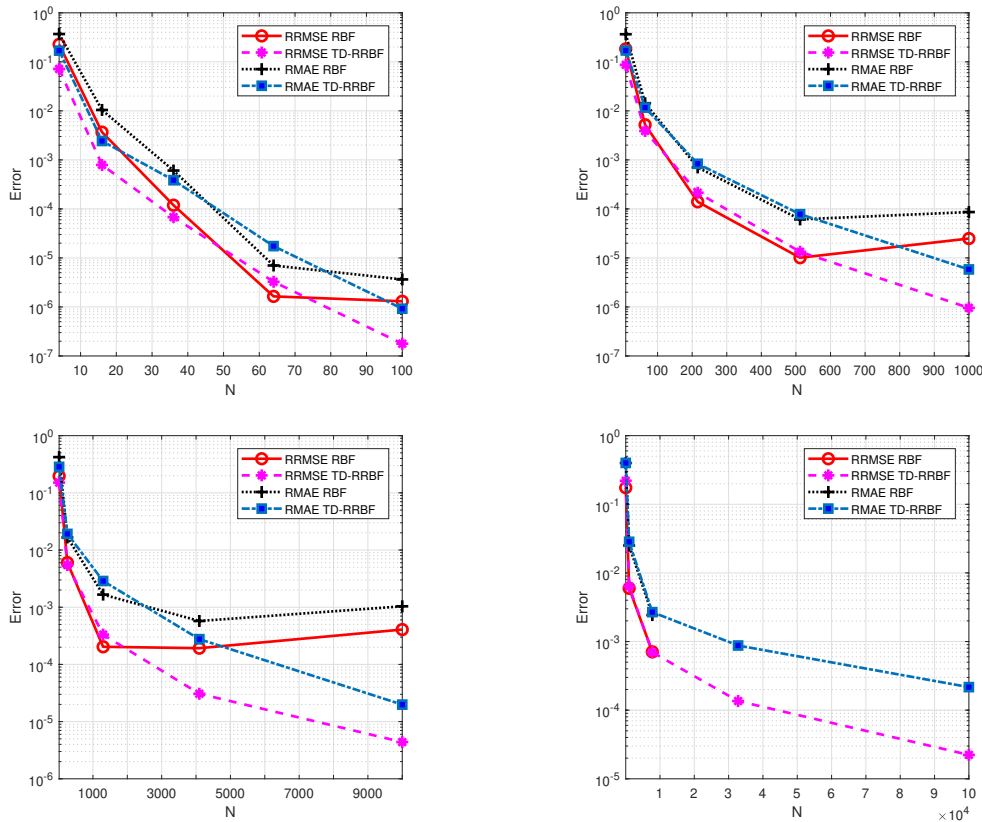 10^0
10^-1
10^-2
10^-3
10^-4
10^-5
10^-6
10^-7
Error
10 20 30 40 50 60 70 80 90 100
N
RRMSE RBF
RRMSE TD-RRBF
RMAE RBF
RMAE TD-RRBF
10^0
10^-1
10^-2
10^-3
10^-4
10^-5
10^-6
10^-7
Error
100 200 300 400 500 600 700 800 900 1000
N
RRMSE RBF
RRMSE TD-RRBF
RMAE RBF
RMAE TD-RRBF
10^0
10^-1
10^-2
10^-3
10^-4
10^-5
10^-6
Error
1000 3000 5000 7000 9000
N
RRMSE RBF
RRMSE TD-RRBF
RMAE RBF
RMAE TD-RRBF
10^0
10^-1
10^-2
10^-3
10^-4
10^-5
Error
1 2 3 4 5 6 7 8 9 10
N
× 10^4
RRMSE RBF
RRMSE TD-RRBF
RMAE RBF
RMAE TD-RRBF